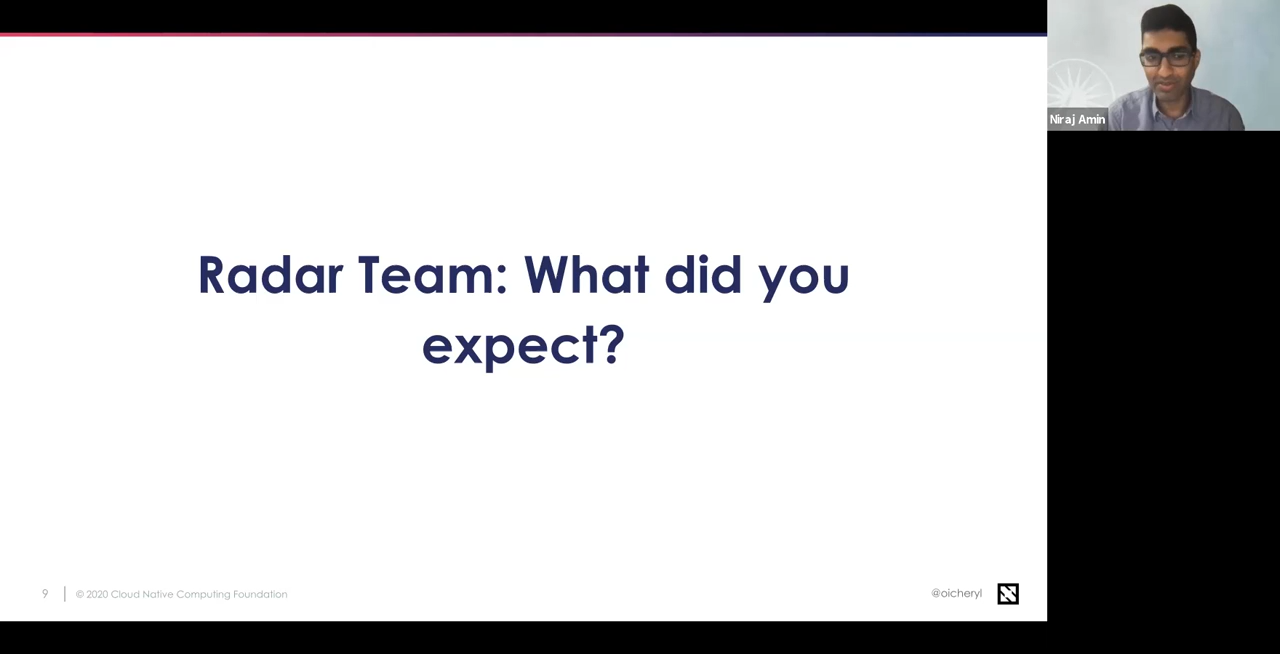 Niraj Amin
Radar Team: What did you
expect?
9
© 2020 Cloud Native Computing Foundation
@oicheryl